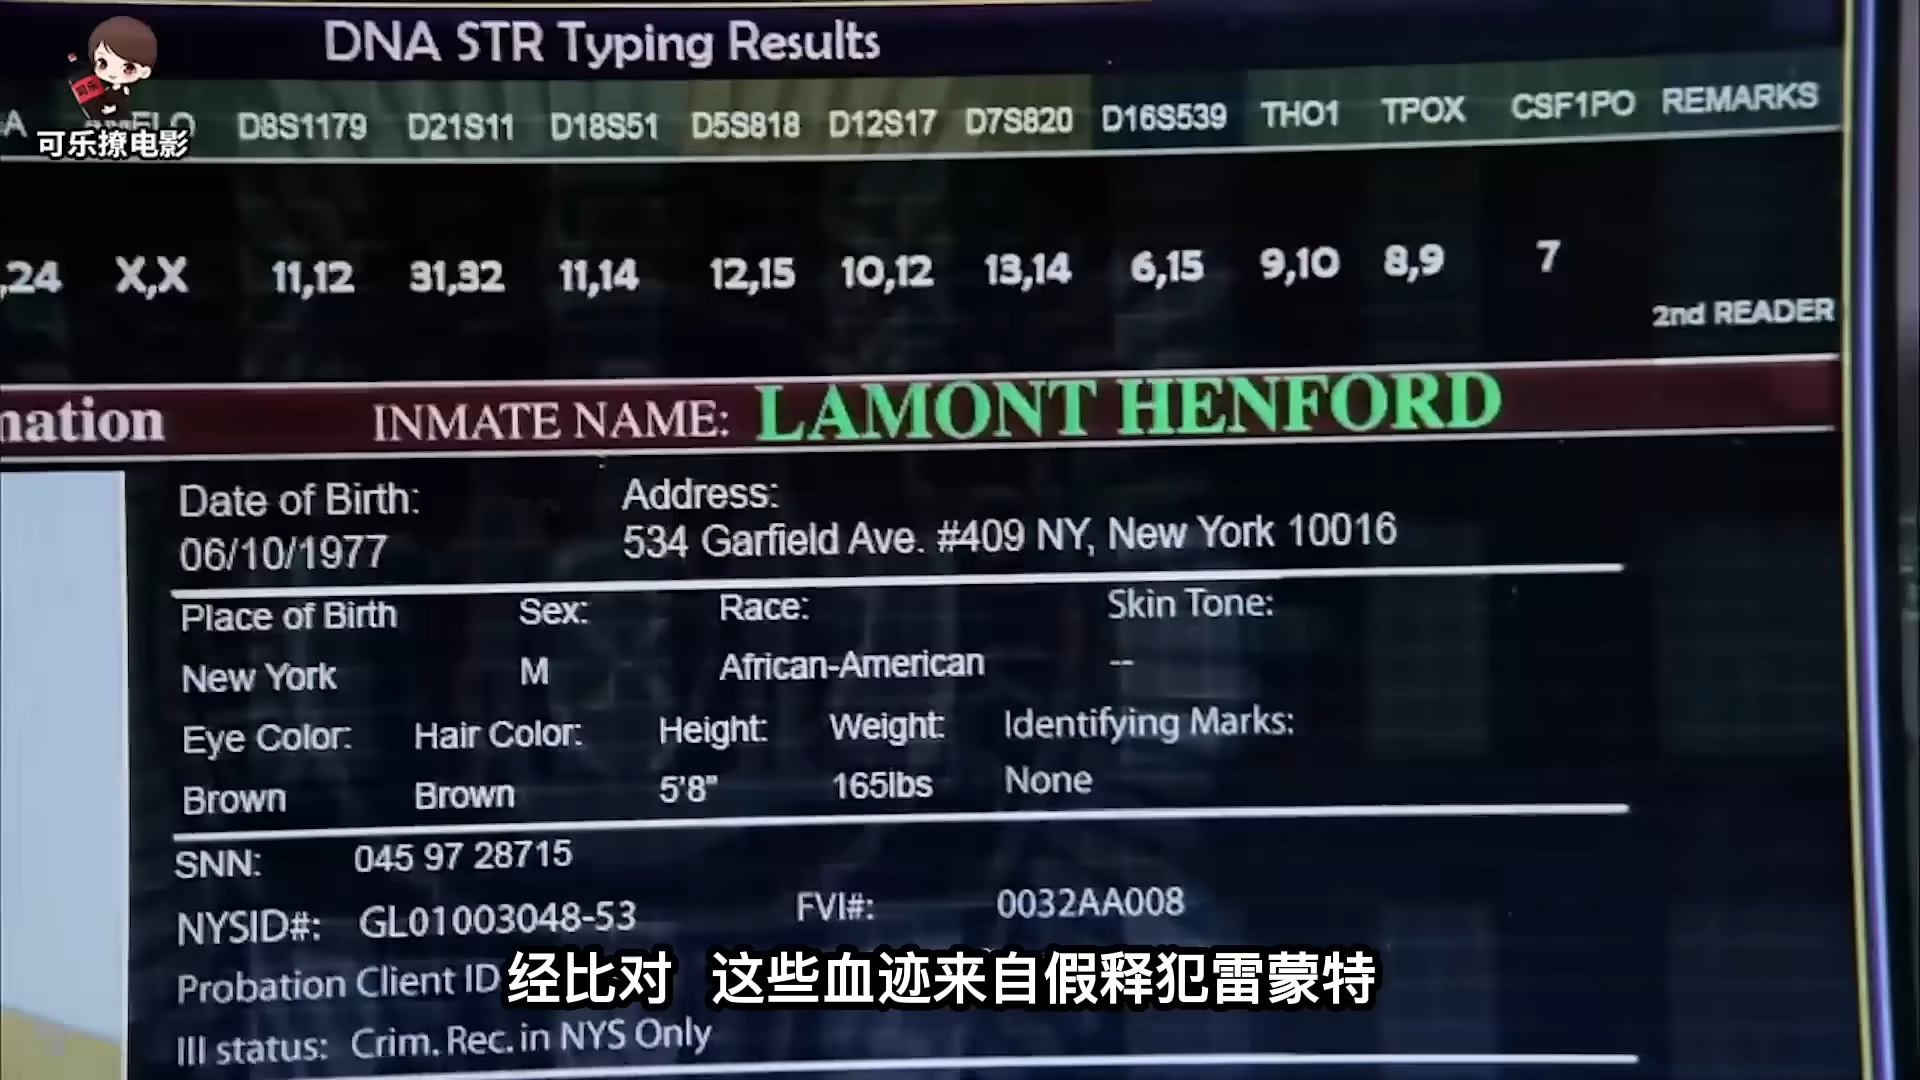 DNA STR Typing Results
D8S1179 D21S11 D18S51 D5S818 D12S17 D7S820 D16S539 THO1 TPOX CSF1PO REMARKS
可乐撩电影
,24 X,X 11,12 31,32 11,14 12,15 10,12 13,14 6,15 9,10 8,9 7
2nd READER
mation INMATE NAME: LAMONT HENFORD
Date of Birth: Address:
06/10/1977 534 Garfield Ave. #409 NY, New York 10016
Place of Birth Sex: Race: Skin Tone:
New York M African-American --
Eye Color: Hair Color: Height: Weight: Identifying Marks:
Brown Brown 5'8" 165lbs None
SNN: 045 97 28715
NYSID#: GL01003048-53 FVI#: 0032AA008
Probation Client ID
经比对 这些血迹来自假释犯雷蒙特
III status: Crim. Rec. in NYS Only